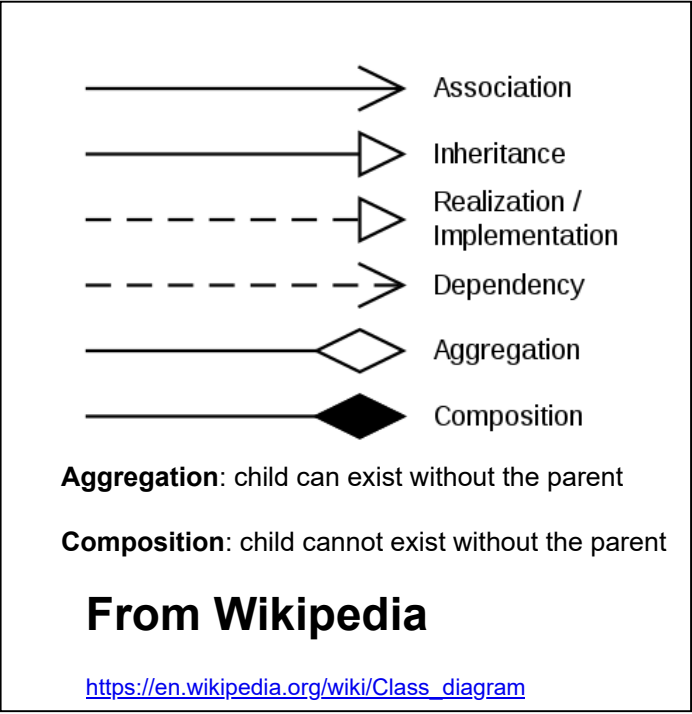 Association
Inheritance
Realization /
Implementation
Dependency
Aggregation
Composition
Aggregation: child can exist without the parent
Composition: child cannot exist without the parent
From Wikipedia
https://en.wikipedia.org/wiki/Class_diagram